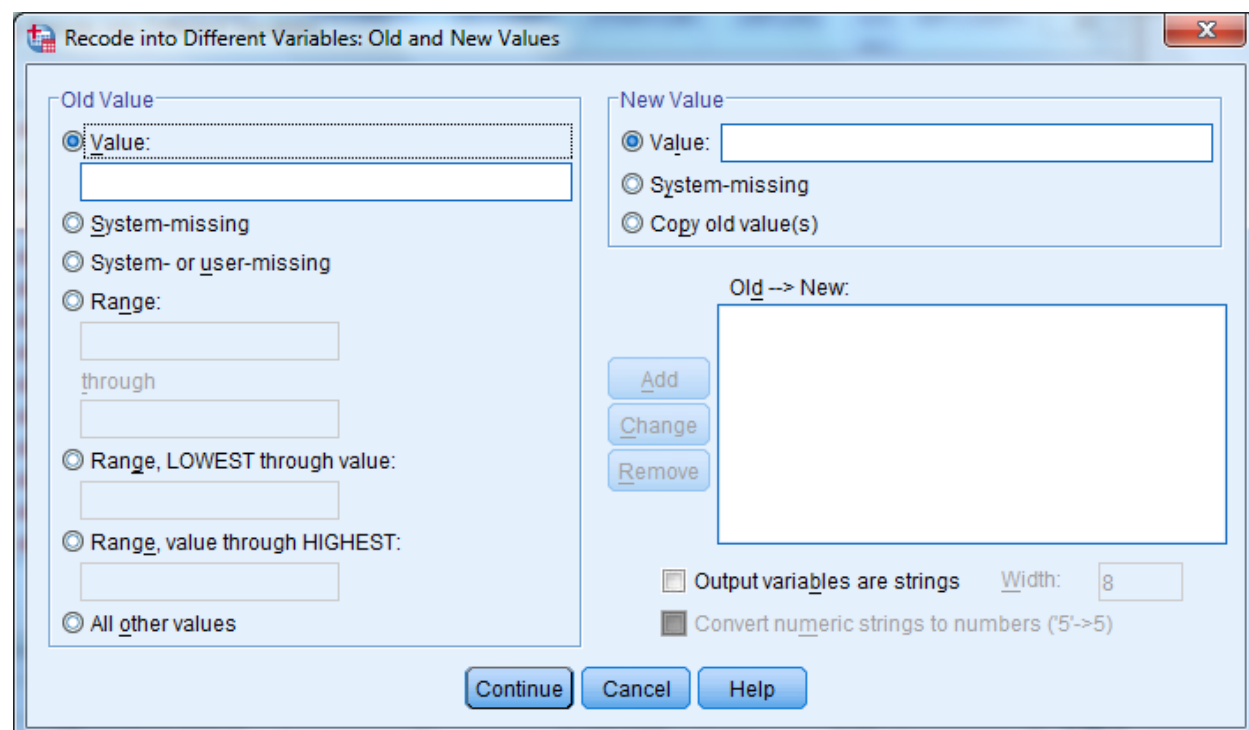 Recode into Different Variables: Old and New Values
Old Value
Value:
System-missing
System- or user-missing
Range:
through
Range, LOWEST through value:
Range, value through HIGHEST:
All other values
New Value
Value:
System-missing
Copy old value(s)
Old --> New:
Add
Change
Remove
Output variables are strings Width: 8
Convert numeric strings to numbers ('5'->5)
Continue Cancel Help